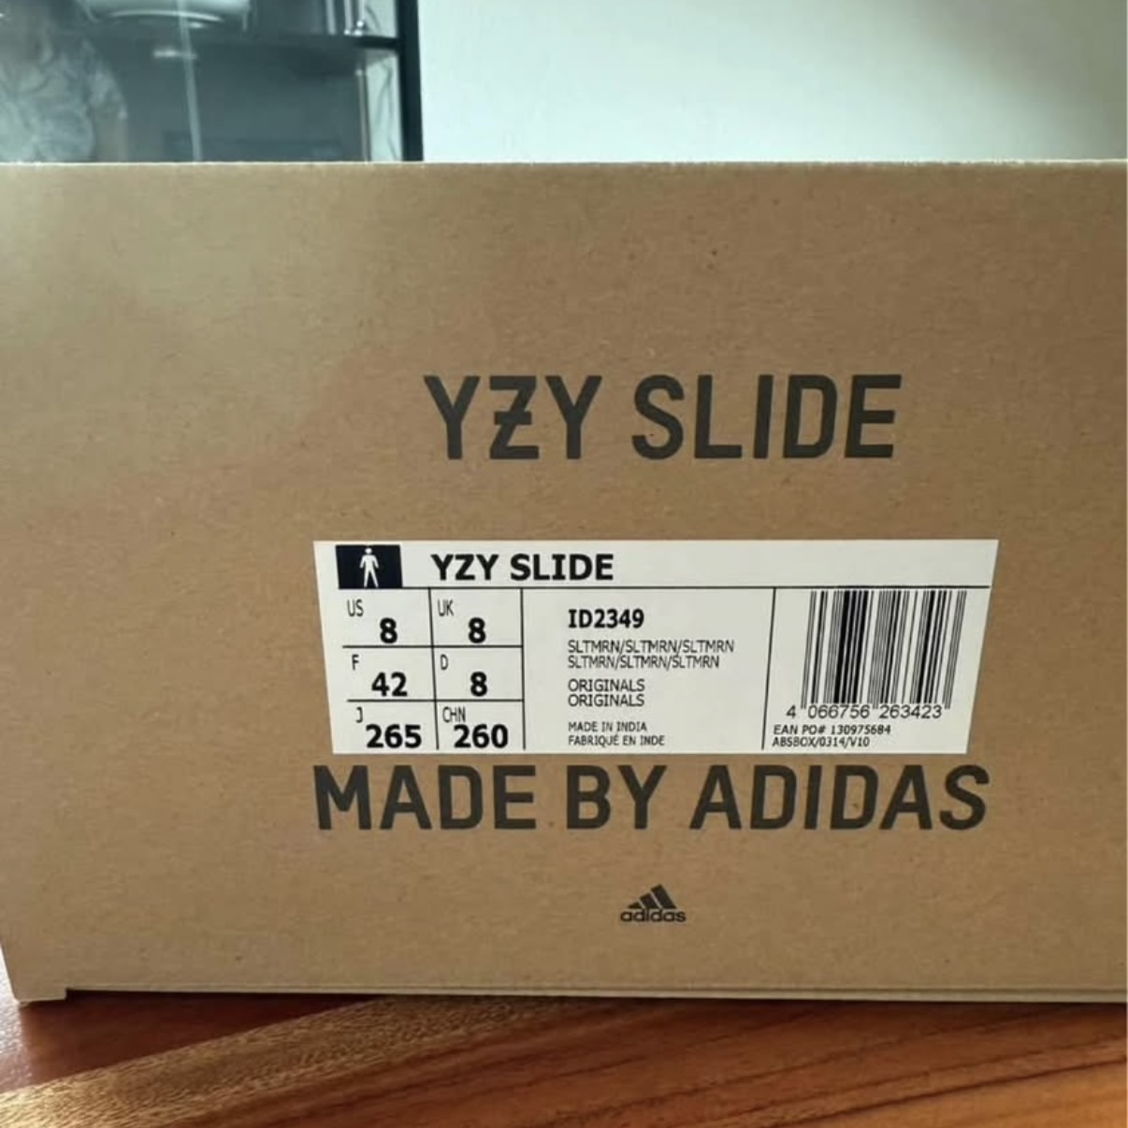 YZY SLIDE
YZY SLIDE
US 8 UK 8
F 42 D 8
J 265 CHN 260
ID2349
SLTMRN/SLTMRN/SLTMRN
SLTMRN/SLTMRN/SLTMRN
ORIGINALS
ORIGINALS
MADE IN INDIA
FABRIQUÉ EN INDE
4 066756 263423
EAN PO# 130975684
ABSBOX/0314/V10
MADE BY ADIDAS
adidas